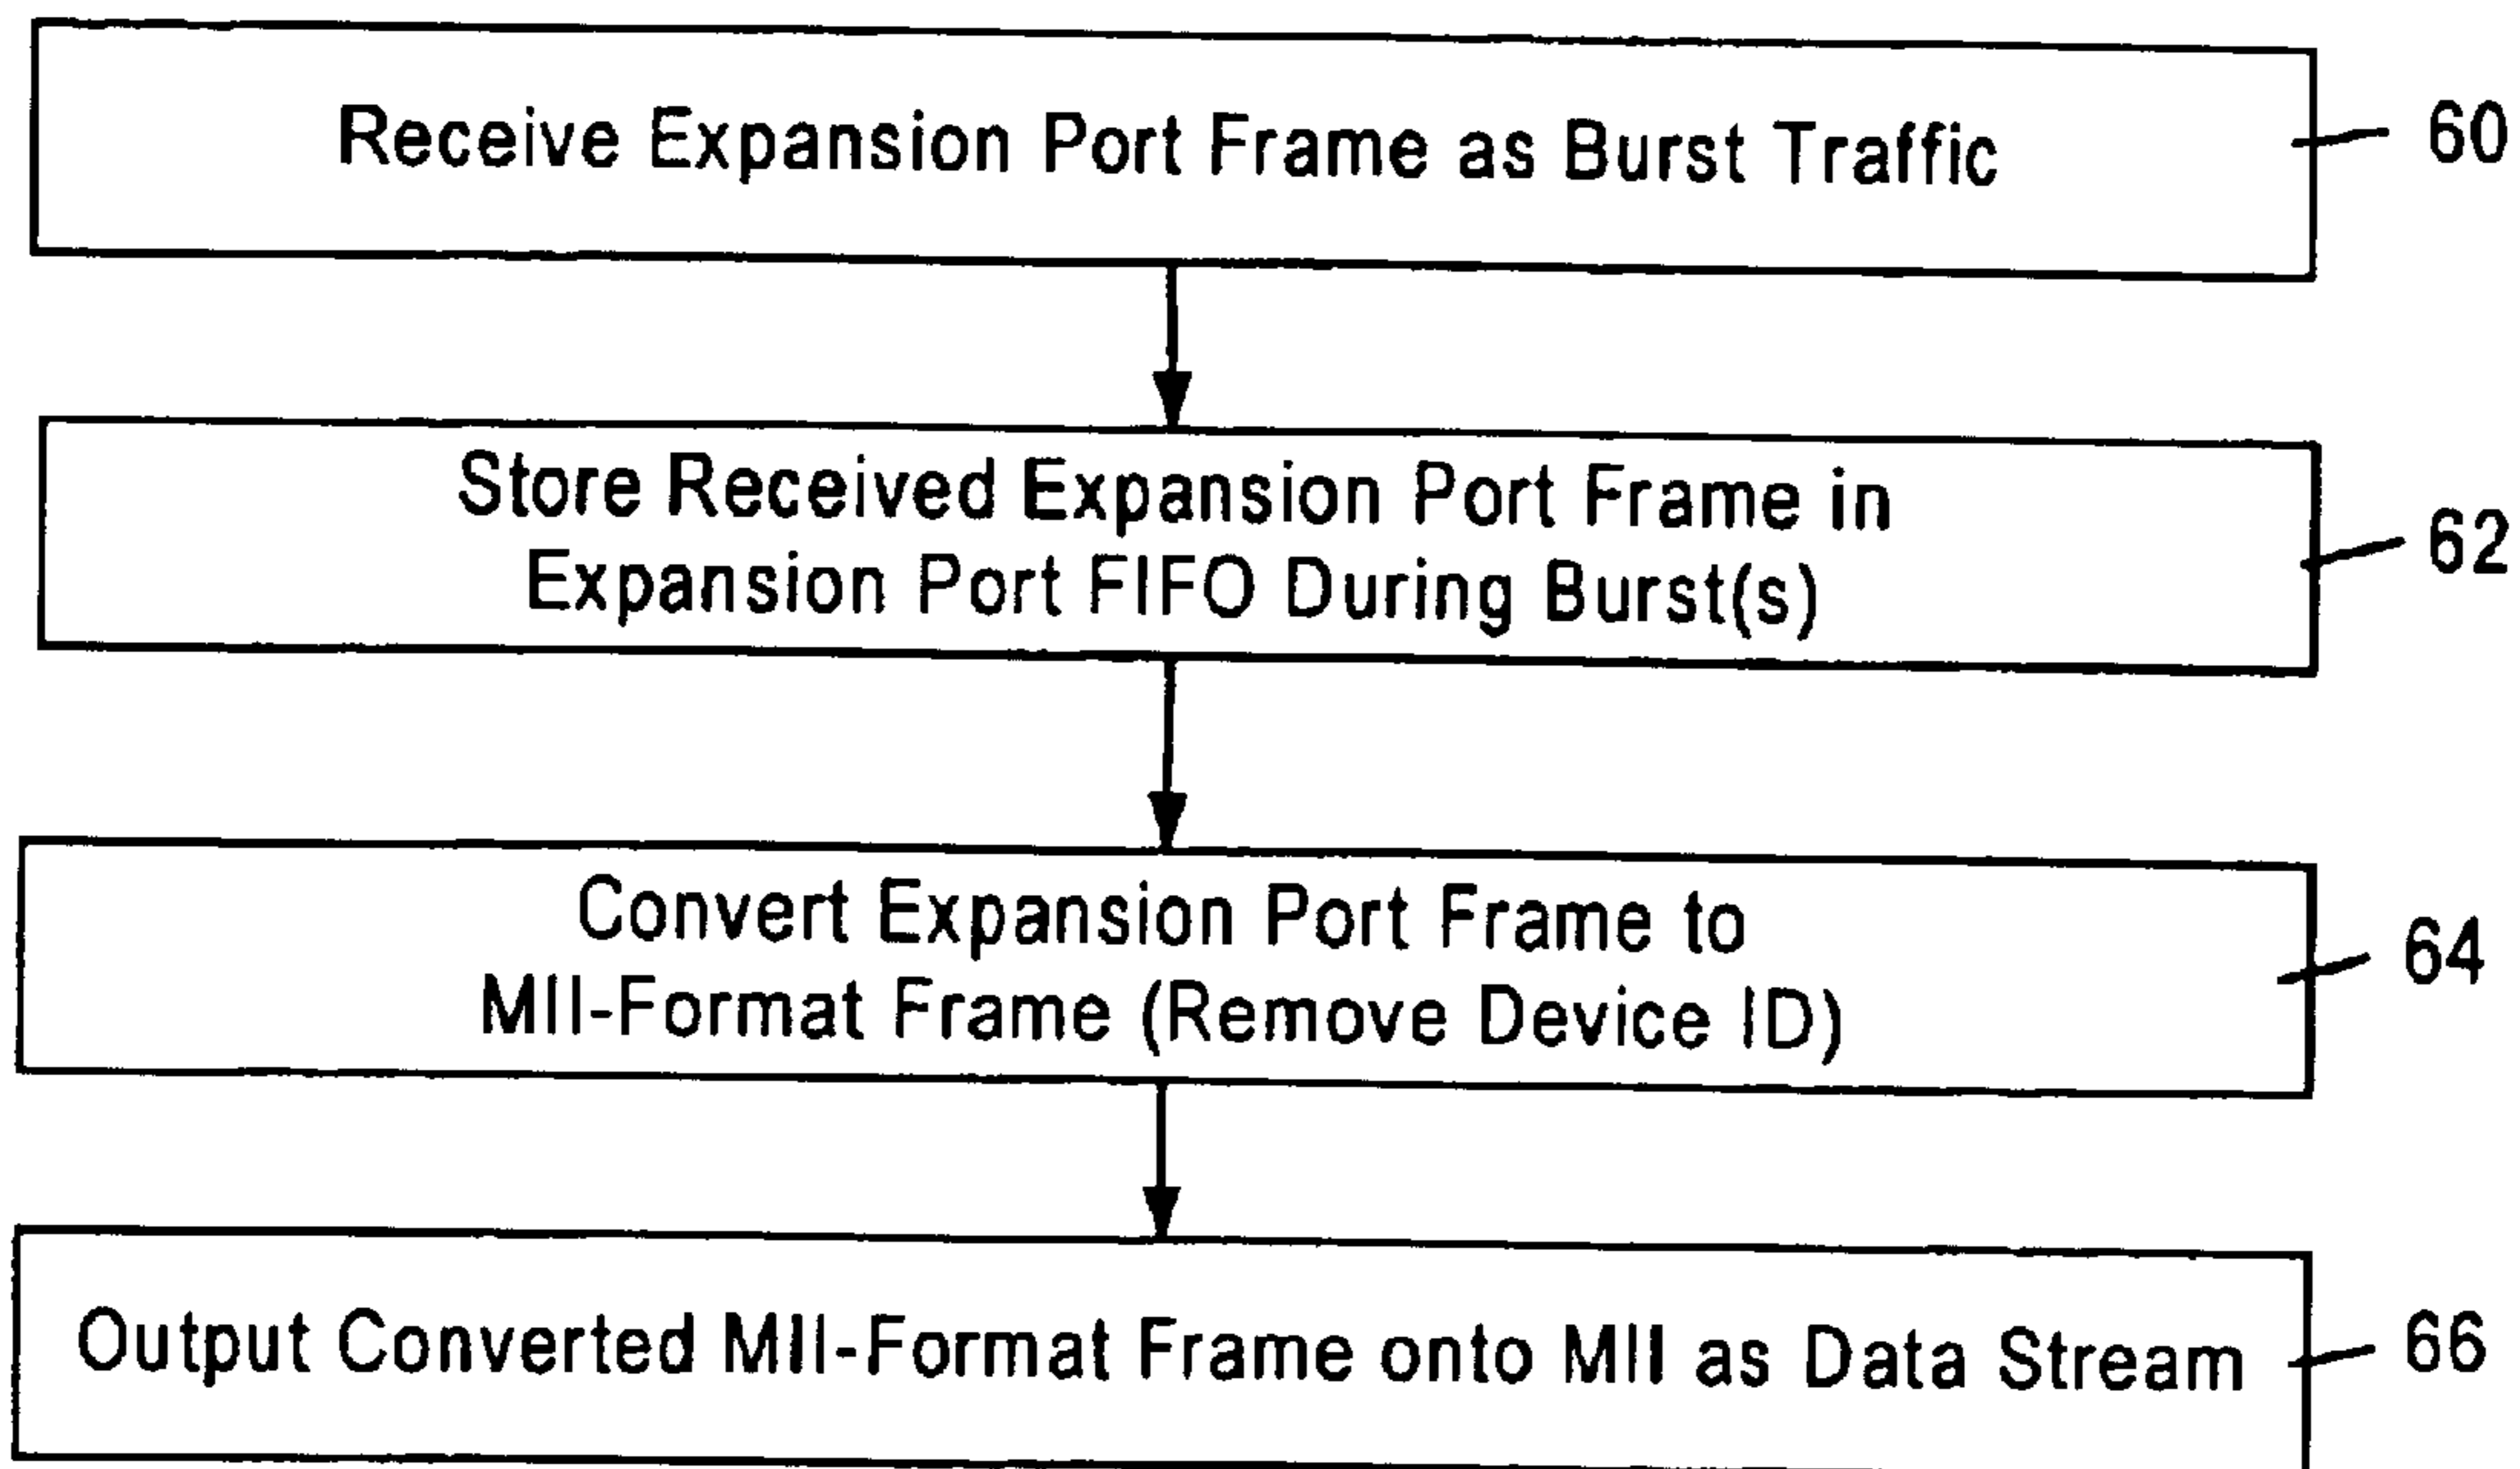 Receive Expansion Port Frame as Burst Traffic
60
Store Received Expansion Port Frame in
Expansion Port FIFO During Burst(s)
62
Convert Expansion Port Frame to
MII-Format Frame (Remove Device ID)
64
Output Converted MII-Format Frame onto MII as Data Stream
66